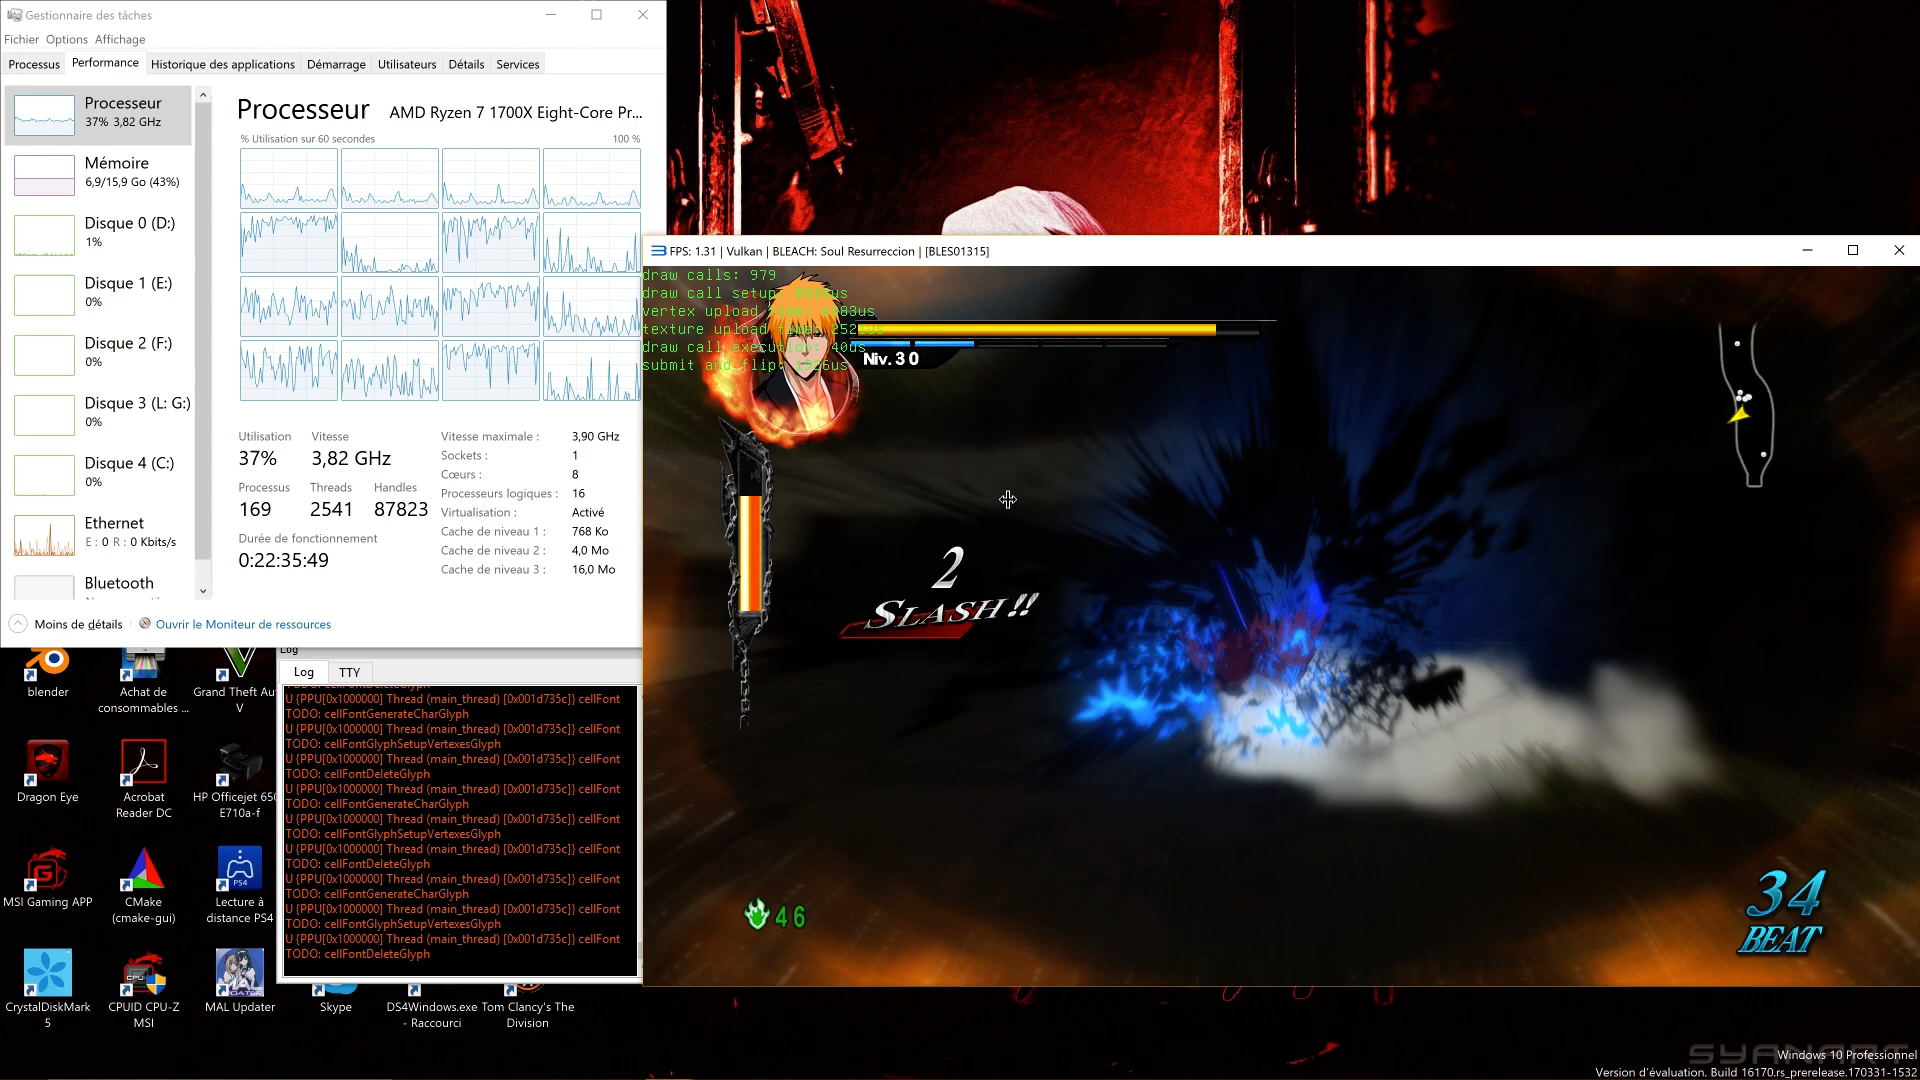 Gestionnaire des tâches
Fichier Options Affichage
Processus Performance Historique des applications Démarrage Utilisateurs Détails Services
Processeur
37% 3,82 GHz
Mémoire
6,9/15,9 Go (43%)
Disque 0 (D:)
1%
Disque 1 (E:)
0%
Disque 2 (F:)
0%
Disque 3 (L: G:)
0%
Disque 4 (C:)
0%
Ethernet
E : 0 R : 0 Kbits/s
Bluetooth
Processeur AMD Ryzen 7 1700X Eight-Core Pr...
% Utilisation sur 60 secondes 100 %
Utilisation Vitesse
37% 3,82 GHz
Processus Threads Handles
169 2541 87823
Durée de fonctionnement
0:22:35:49
Vitesse maximale : 3,90 GHz
Sockets : 1
Cœurs : 8
Processeurs logiques : 16
Virtualisation : Activé
Cache de niveau 1 : 768 Ko
Cache de niveau 2 : 4,0 Mo
Cache de niveau 3 : 16,0 Mo
Moins de détails Ouvrir le Moniteur de ressources
FPS: 1.31 | Vulkan | BLEACH: Soul Resurreccion | [BLES01315]
draw calls: 979
draw call setup:
vertex upload time:
texture upload time:
draw call execution: 40us
submit and flip:
Niv. 30
2
SLASH!!
46
34
BEAT
Log
Log TTY
TODO: cellFontDeleteGlyph
U {PPU[0x1000000] Thread (main_thread) [0x001d735c]} cellFont
TODO: cellFontGenerateCharGlyph
U {PPU[0x1000000] Thread (main_thread) [0x001d735c]} cellFont
TODO: cellFontGlyphSetupVertexesGlyph
U {PPU[0x1000000] Thread (main_thread) [0x001d735c]} cellFont
TODO: cellFontDeleteGlyph
U {PPU[0x1000000] Thread (main_thread) [0x001d735c]} cellFont
TODO: cellFontGenerateCharGlyph
U {PPU[0x1000000] Thread (main_thread) [0x001d735c]} cellFont
TODO: cellFontGlyphSetupVertexesGlyph
U {PPU[0x1000000] Thread (main_thread) [0x001d735c]} cellFont
TODO: cellFontDeleteGlyph
U {PPU[0x1000000] Thread (main_thread) [0x001d735c]} cellFont
TODO: cellFontGenerateCharGlyph
U {PPU[0x1000000] Thread (main_thread) [0x001d735c]} cellFont
TODO: cellFontGlyphSetupVertexesGlyph
U {PPU[0x1000000] Thread (main_thread) [0x001d735c]} cellFont
TODO: cellFontDeleteGlyph
blender
Achat de
consommables ...
Grand Theft Au
V
Dragon Eye
Acrobat
Reader DC
HP Officejet 650
E710a-f
MSI Gaming APP
CMake
(cmake-gui)
PS4
Lecture à
distance PS4
CrystalDiskMark
5
CPU
CPUID CPU-Z
MSI
MAL Updater
Skype
DS4Windows.exe
- Raccourci
Tom Clancy's The
Division
SYANART
Windows 10 Professionnel
Version d'évaluation. Build 16170.rs_prerelease.170331-1532